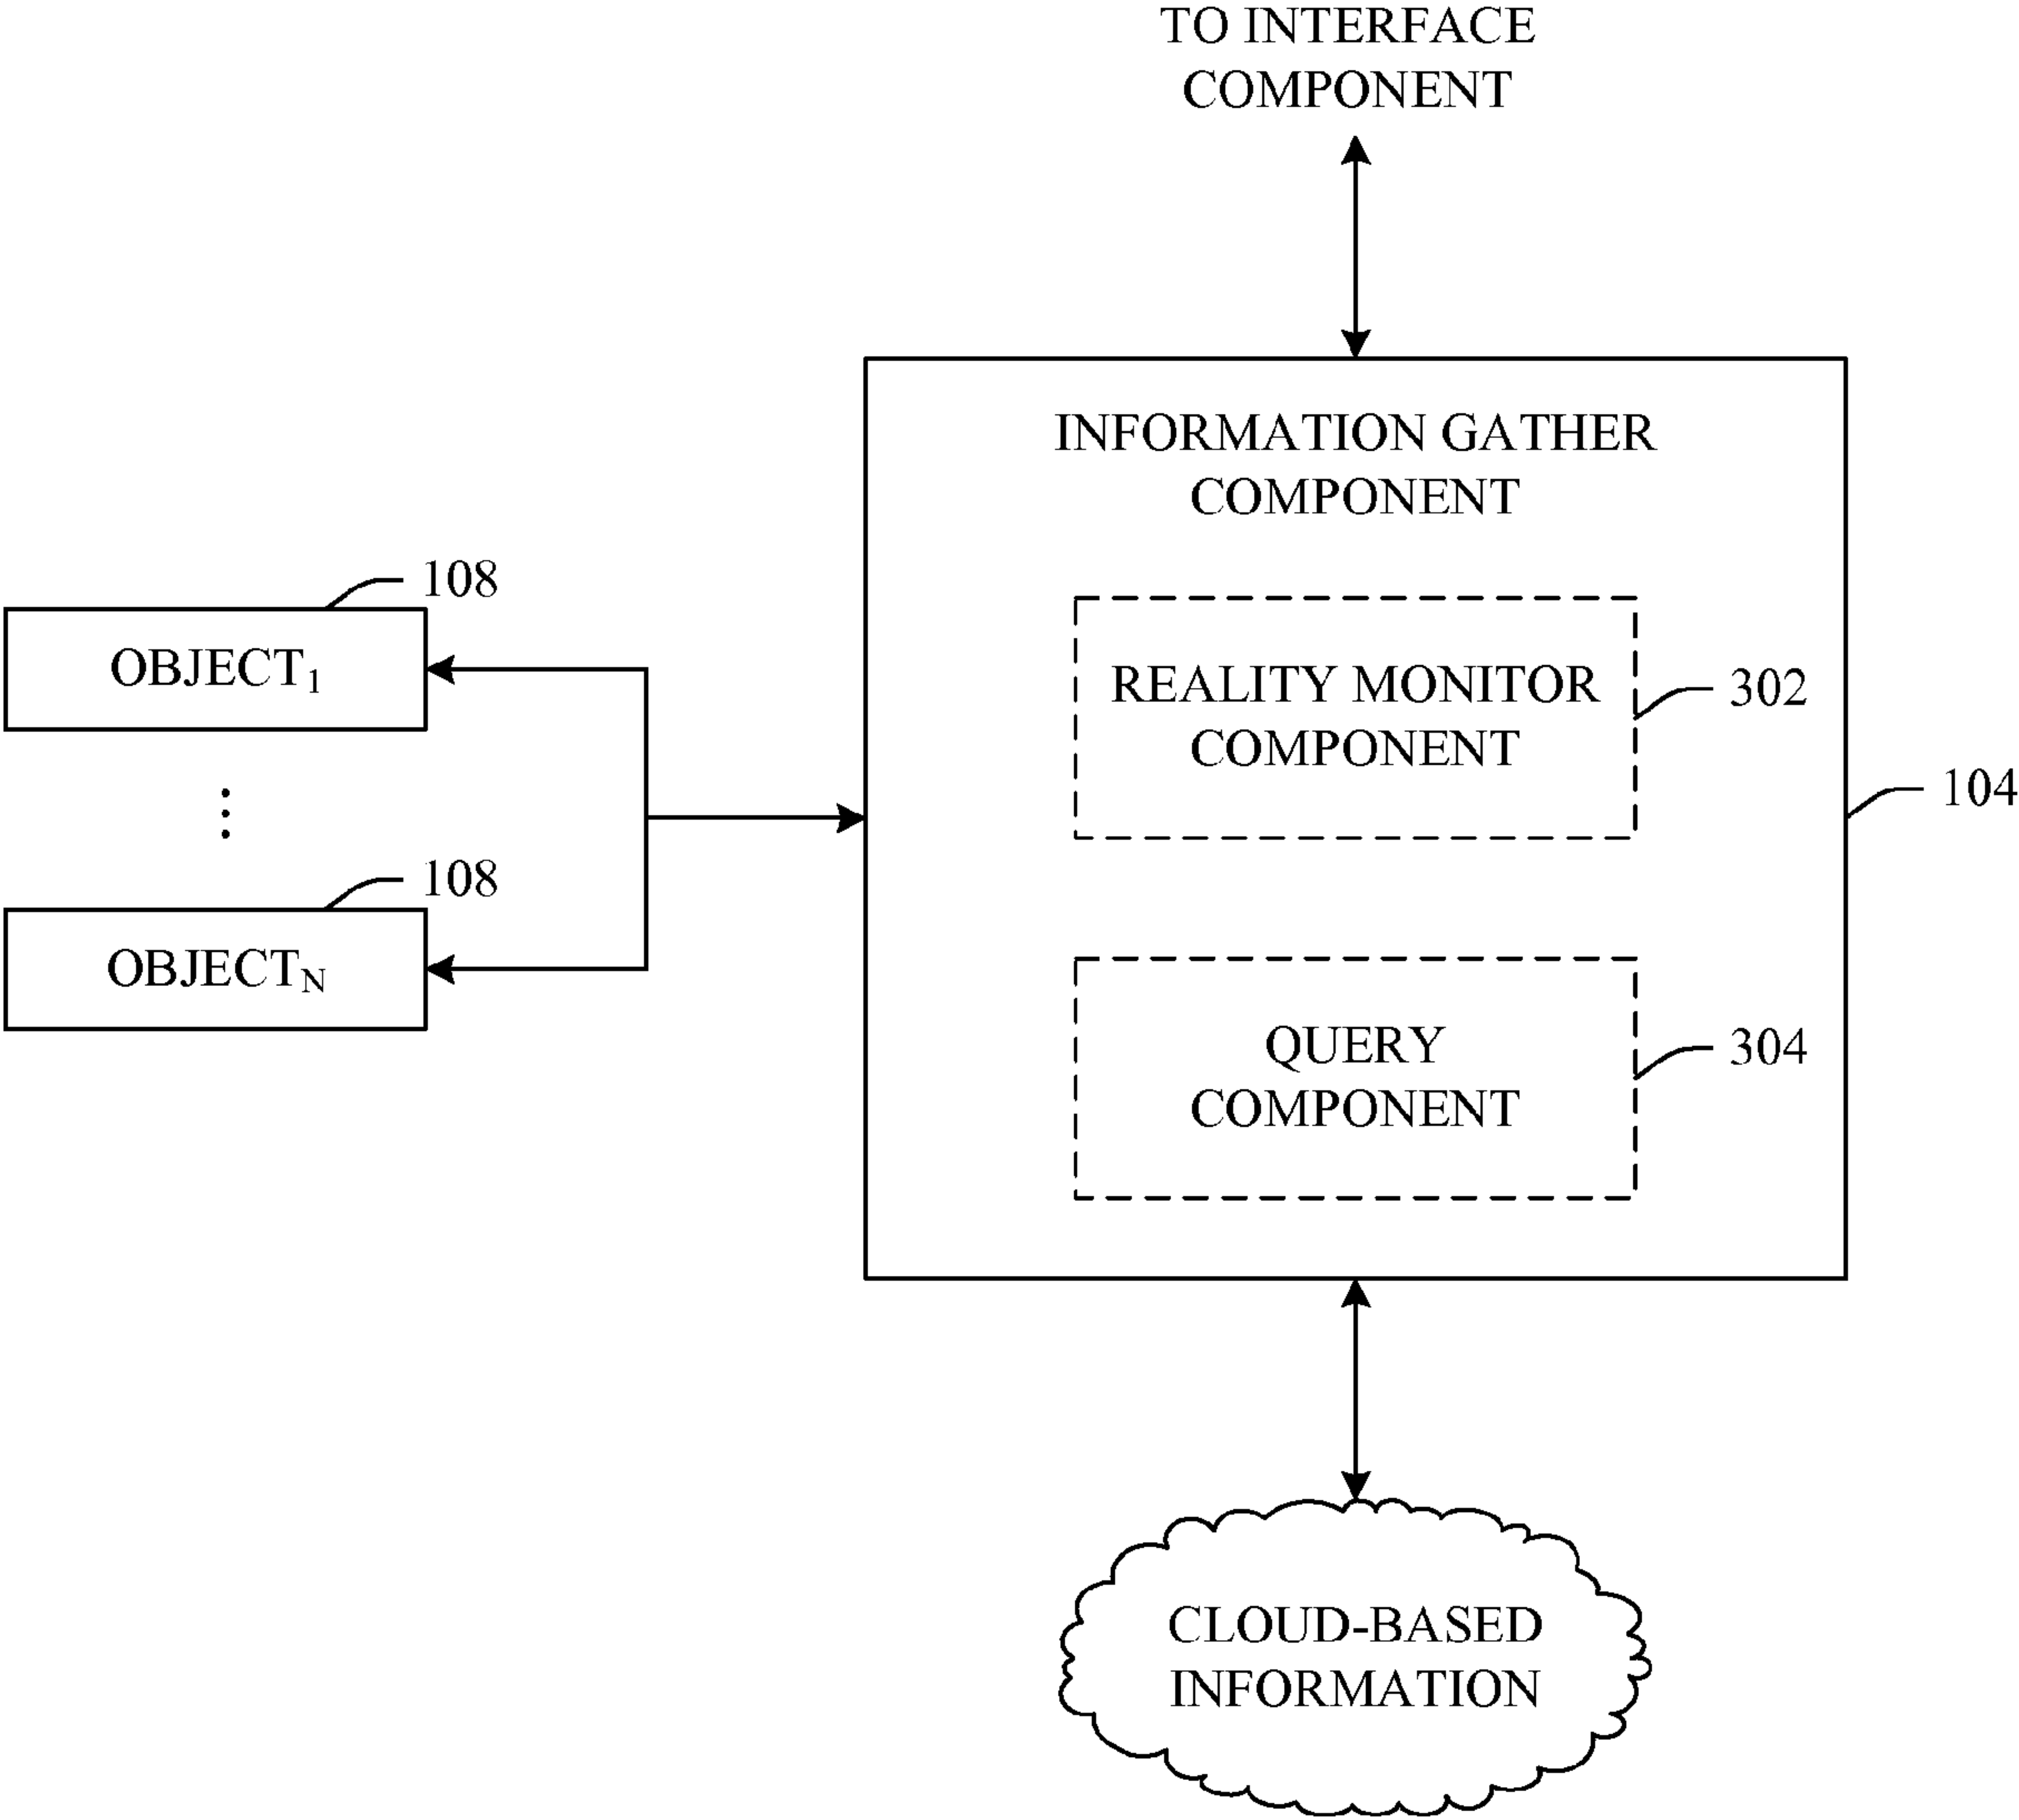 TO INTERFACE
COMPONENT
INFORMATION GATHER
COMPONENT
108
OBJECT1
REALITY MONITOR
COMPONENT
302
104
108
OBJECTN
QUERY
COMPONENT
304
CLOUD-BASED
INFORMATION